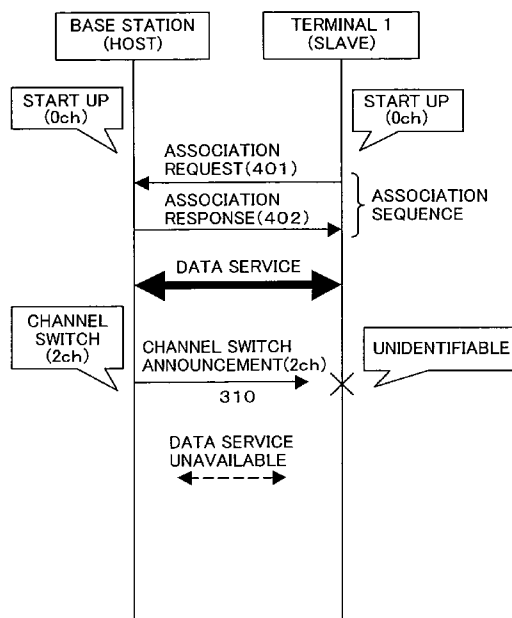 BASE STATION
(HOST)
TERMINAL 1
(SLAVE)
START UP
(0ch)
START UP
(0ch)
ASSOCIATION
REQUEST(401)
ASSOCIATION
RESPONSE(402)
ASSOCIATION
SEQUENCE
DATA SERVICE
CHANNEL
SWITCH
(2ch)
CHANNEL SWITCH
ANNOUNCEMENT(2ch)
310
UNIDENTIFIABLE
DATA SERVICE
UNAVAILABLE